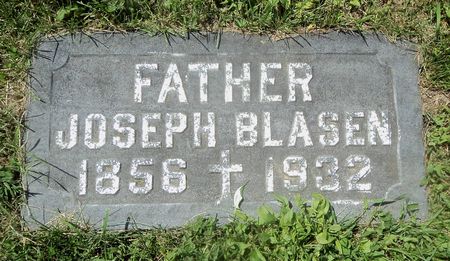 FATHER
JOSEPH BLASEN
1856 † 1932